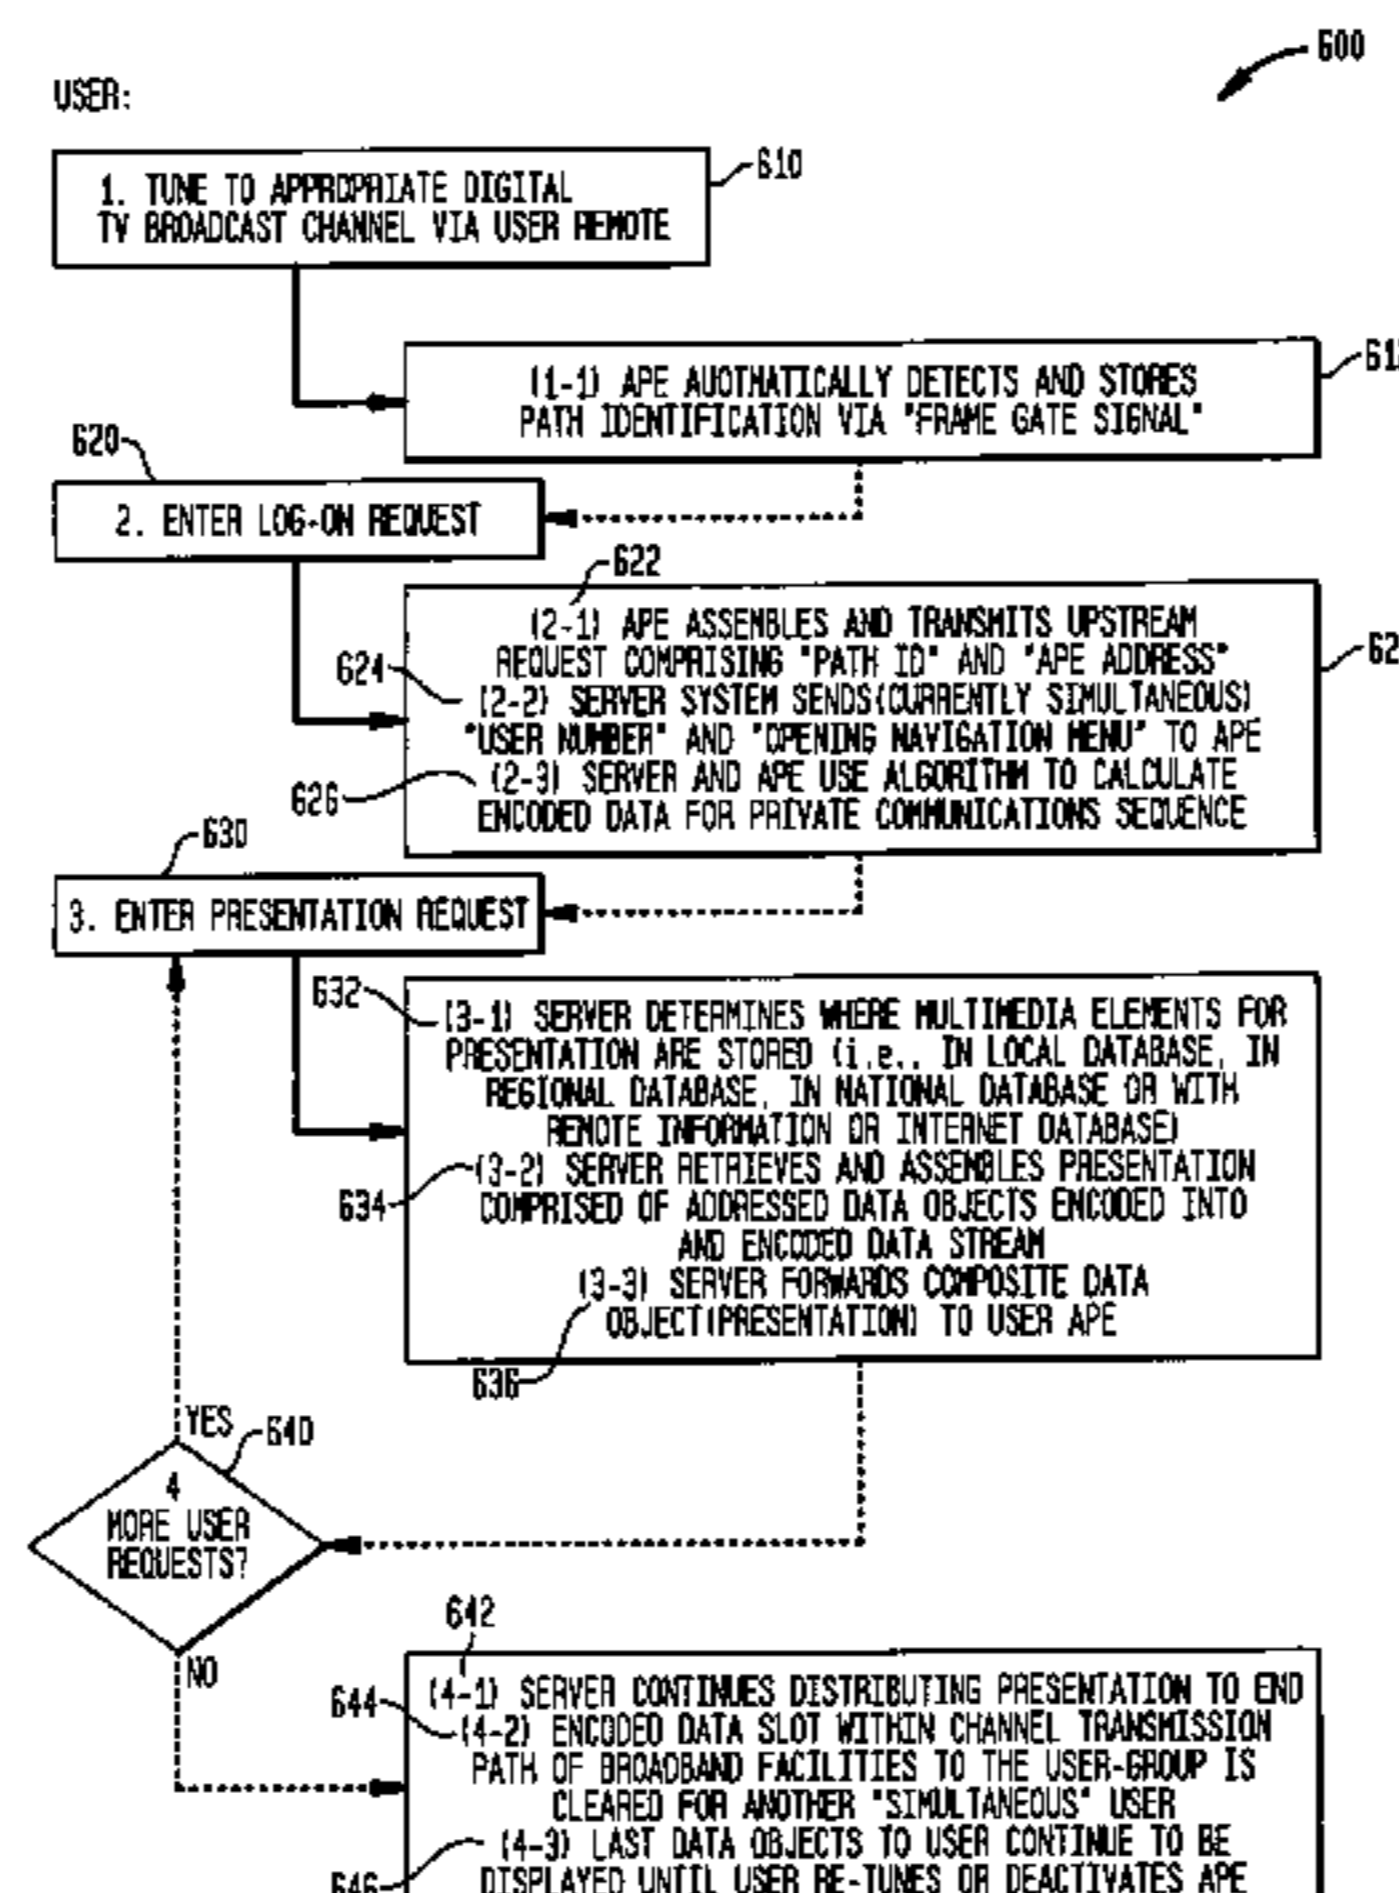 600
USER:
610
1. TUNE TO APPROPRIATE DIGITAL
TV BROADCAST CHANNEL VIA USER REMOTE
(1-1) APE AUOTMATICALLY DETECTS AND STORES
PATH IDENTIFICATION VIA "FRAME GATE SIGNAL"
620
2. ENTER LOG-ON REQUEST
622
(2-1) APE ASSEMBLES AND TRANSMITS UPSTREAM
REQUEST COMPRISING "PATH ID" AND "APE ADDRESS"
624
(2-2) SERVER SYSTEM SENDS(CURRENTLY SIMULTANEOUS)
"USER NUMBER" AND "OPENING NAVIGATION MENU" TO APE
626
(2-3) SERVER AND APE USE ALGORITHM TO CALCULATE
ENCODED DATA FOR PRIVATE COMMUNICATIONS SEQUENCE
630
3. ENTER PRESENTATION REQUEST
632
(3-1) SERVER DETERMINES WHERE MULTIMEDIA ELEMENTS FOR
PRESENTATION ARE STORED (i.e., IN LOCAL DATABASE, IN
REGIONAL DATABASE, IN NATIONAL DATABASE OR WITH
REMOTE INFORMATION OR INTERNET DATABASE)
634
(3-2) SERVER RETRIEVES AND ASSEMBLES PRESENTATION
COMPRISED OF ADDRESSED DATA OBJECTS ENCODED INTO
AND ENCODED DATA STREAM
(3-3) SERVER FORWARDS COMPOSITE DATA
OBJECT(PRESENTATION) TO USER APE
636
YES
640
4
MORE USER
REQUESTS?
NO
642
(4-1) SERVER CONTINUES DISTRIBUTING PRESENTATION TO END
644
(4-2) ENCODED DATA SLOT WITHIN CHANNEL TRANSMISSION
PATH OF BROADBAND FACILITIES TO THE USER-GROUP IS
CLEARED FOR ANOTHER "SIMULTANEOUS" USER
(4-3) LAST DATA OBJECTS TO USER CONTINUE TO BE
646
DISPLAYED UNTIL USER RE-TUNES OR DEACTIVATES APE